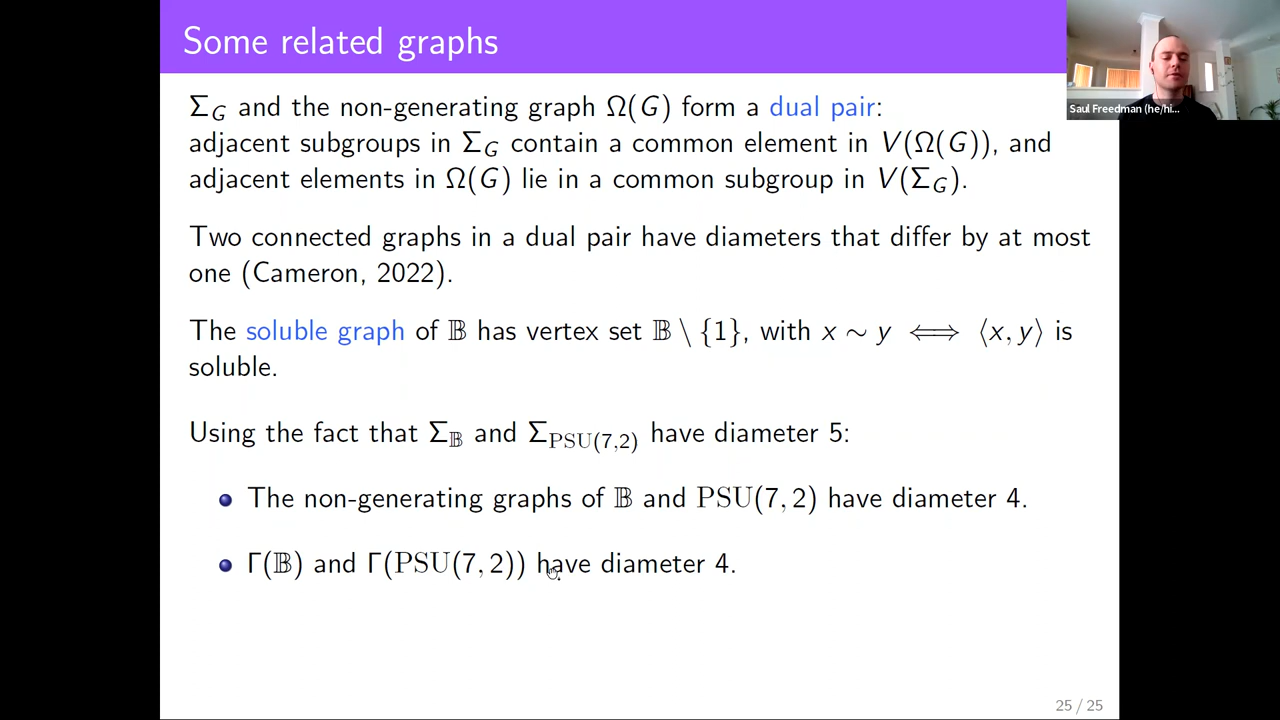 Some related graphs
Saul Freedman (he/hi...
Σ_G and the non-generating graph Ω(G) form a dual pair:
adjacent subgroups in Σ_G contain a common element in V(Ω(G)), and
adjacent elements in Ω(G) lie in a common subgroup in V(Σ_G).
Two connected graphs in a dual pair have diameters that differ by at most
one (Cameron, 2022).
The soluble graph of 𝔹 has vertex set 𝔹 \ {1}, with x ∼ y ⟺ ⟨x, y⟩ is
soluble.
Using the fact that Σ_𝔹 and Σ_PSU(7,2) have diameter 5:
The non-generating graphs of 𝔹 and PSU(7, 2) have diameter 4.
Γ(𝔹) and Γ(PSU(7, 2)) have diameter 4.
25 / 25